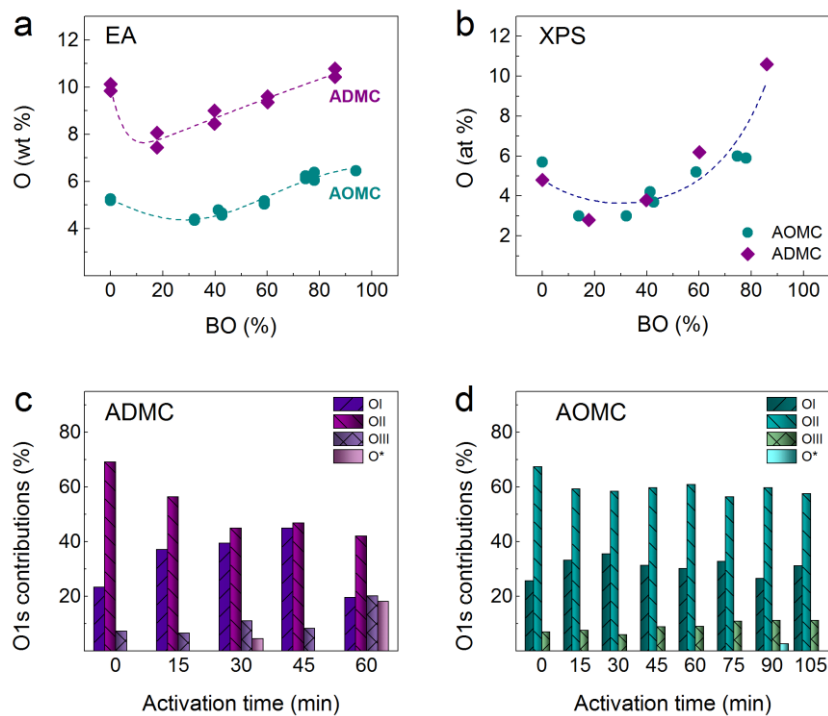 a
EA
12
10
8
6
4
O (wt %)
ADMC
AOMC
0 20 40 60 80 100
BO (%)
b
XPS
12
10
8
6
4
2
O (at %)
AOMC
ADMC
0 20 40 60 80 100
BO (%)
c
ADMC
OI
OII
OIII
O*
80
60
40
20
O1s contributions (%)
0 15 30 45 60
Activation time (min)
d
AOMC
OI
OII
OIII
O*
80
60
40
20
O1s contributions (%)
0 15 30 45 60 75 90 105
Activation time (min)